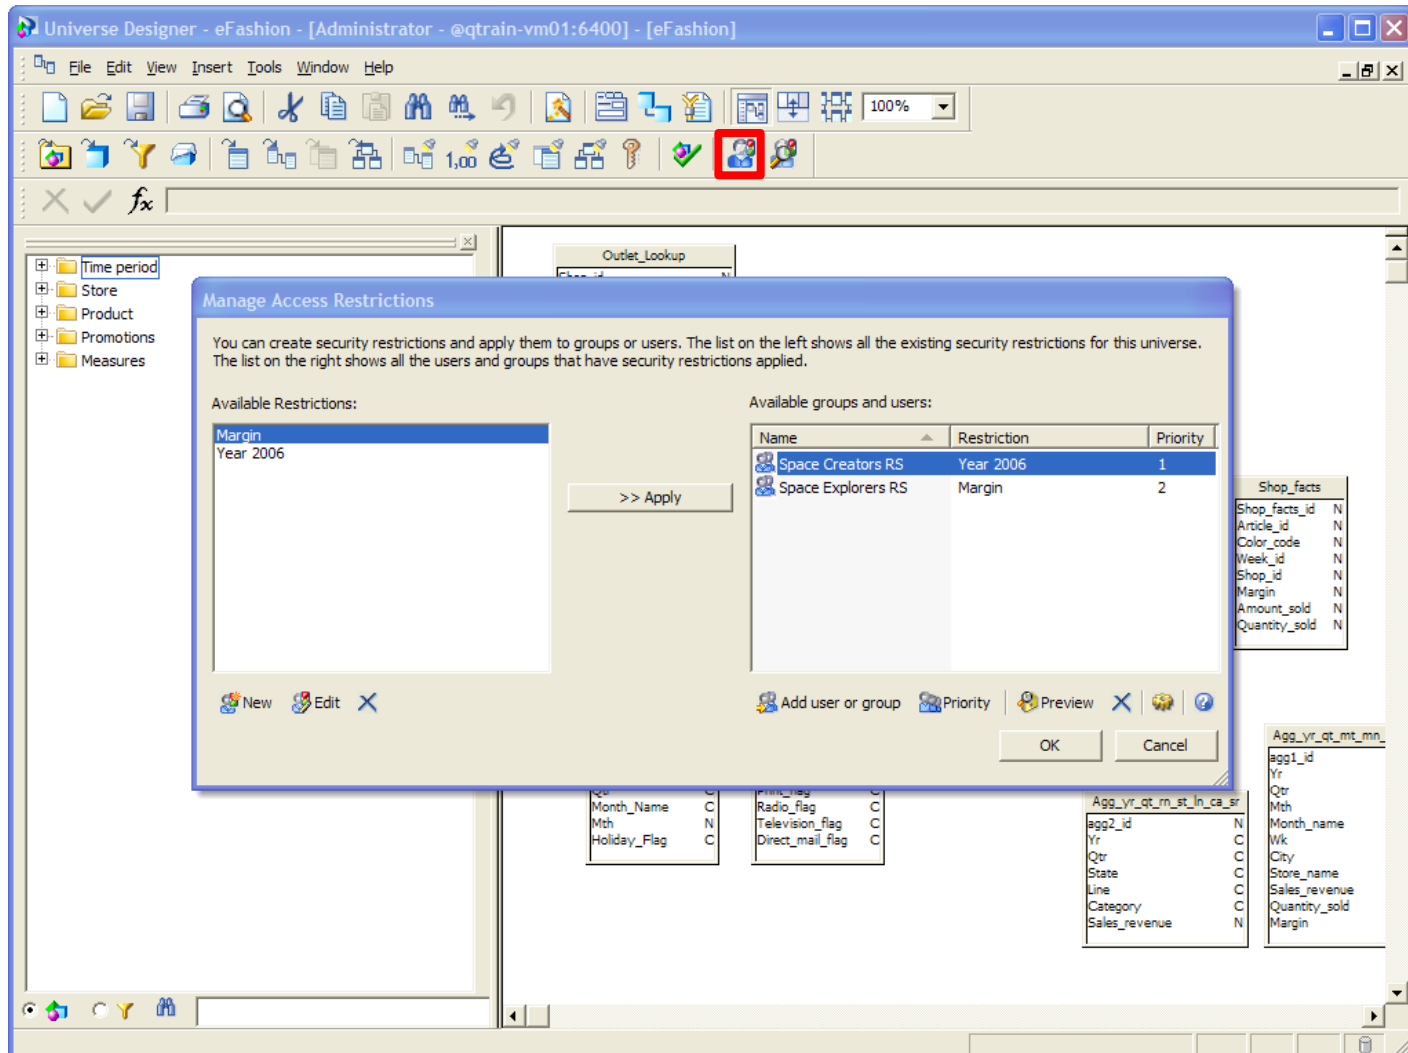 Universe Designer - eFashion - [Administrator - @qtrain-vm01:6400] - [eFashion]
File Edit View Insert Tools Window Help
100%
1,00
fx
Time period
Store
Product
Promotions
Measures
Outlet_Lookup
Shop_id N
Manage Access Restrictions
You can create security restrictions and apply them to groups or users. The list on the left shows all the existing security restrictions for this universe.
The list on the right shows all the users and groups that have security restrictions applied.
Available Restrictions:
Margin
Year 2006
>> Apply
Available groups and users:
Name Restriction Priority
Space Creators RS Year 2006 1
Space Explorers RS Margin 2
New Edit
Add user or group Priority Preview
OK Cancel
Shop_facts
Shop_facts_id N
Article_id N
Color_code N
Week_id N
Shop_id N
Margin N
Amount_sold N
Quantity_sold N
Qtr C
Month_Name C
Mth N
Holiday_Flag C
Print_flag C
Radio_flag C
Television_flag C
Direct_mail_flag C
Agg_yr_qt_rn_st_ln_ca_sr
agg2_id N
Yr C
Qtr C
State C
Line C
Category C
Sales_revenue N
Agg_yr_qt_mt_mn_
agg1_id
Yr
Qtr
Mth
Month_name
Wk
City
Store_name
Sales_revenue
Quantity_sold
Margin